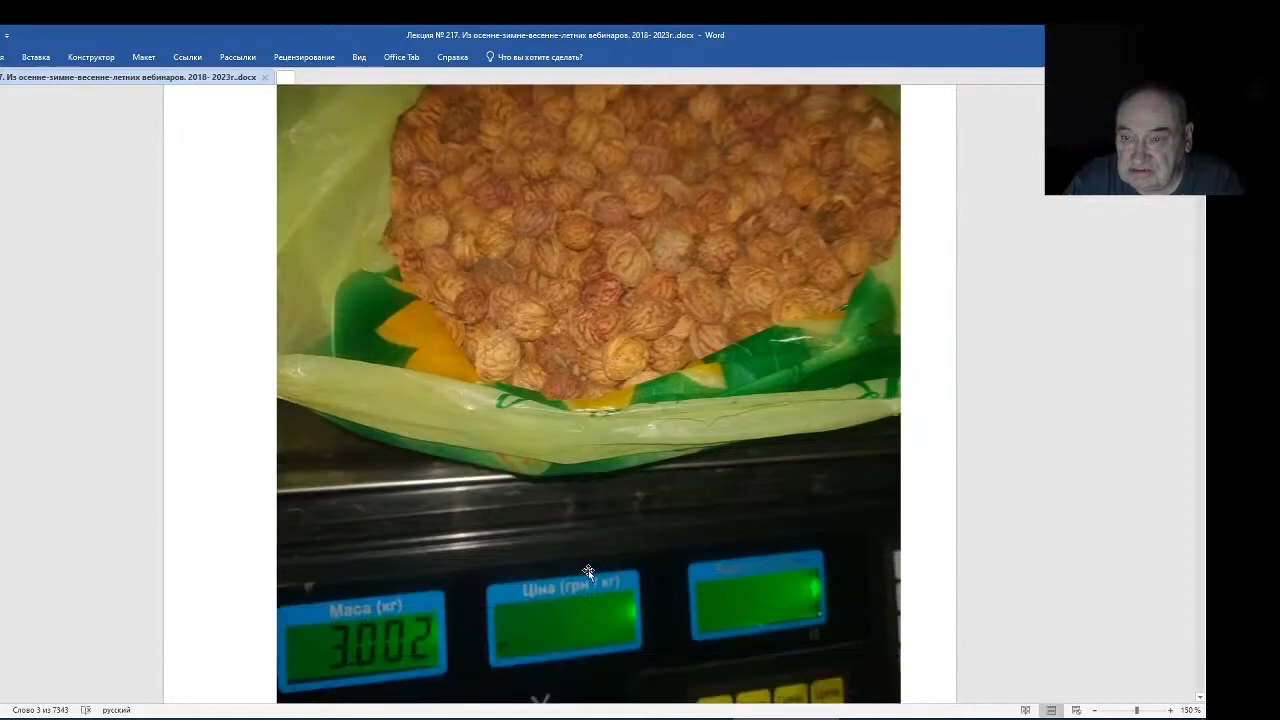 Лекция № 217. Из осенне-зимне-весенне-летних вебинаров. 2018- 2023г..docx - Word
Вставка Конструктор Макет Ссылки Рассылки Рецензирование Вид Office Tab Справка Что вы хотите сделать?
7. Из осенне-зимне-весенне-летних вебинаров. 2018- 2023г..docx
Маса (кг)
3.002
Ціна (грн / кг)
Слово 3 из 7343 русский 150 %